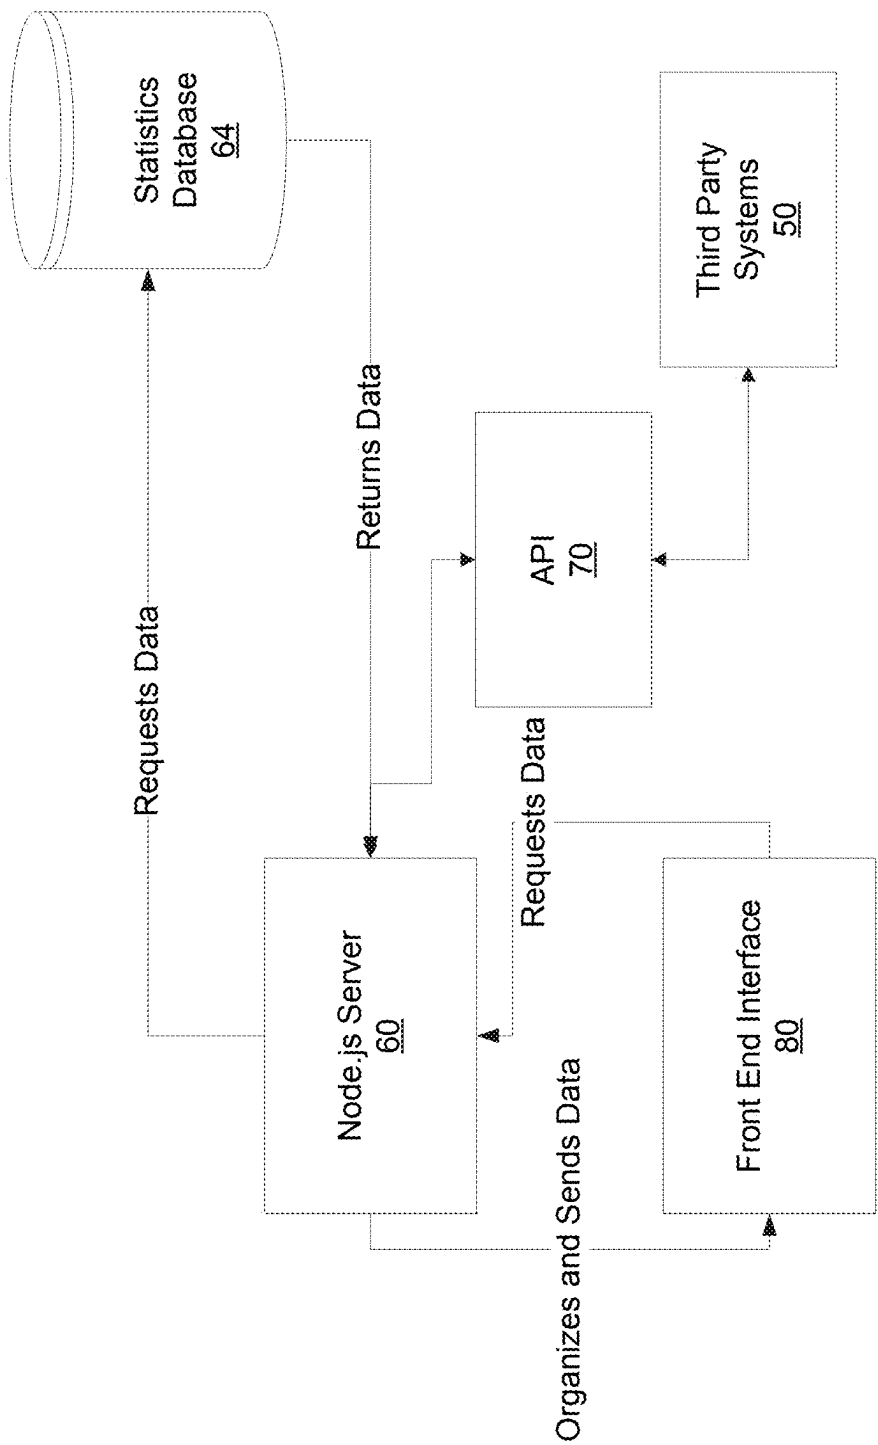 Statistics
Database
64
Requests Data
Returns Data
Third Party
Systems
50
API
70
Requests Data
Node.js Server
60
Front End Interface
80
Organizes and Sends Data